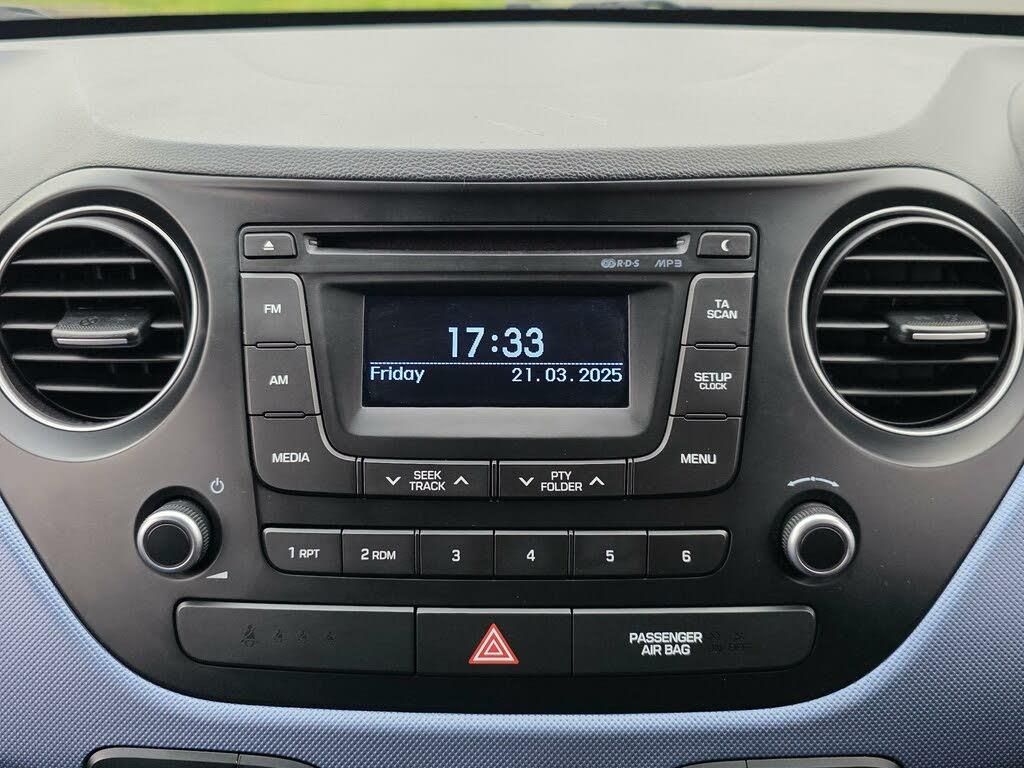 R·D·S MP3
FM
TA
SCAN
17:33
Friday 21.03.2025
AM
SETUP
CLOCK
MEDIA
SEEK
TRACK
PTY
FOLDER
MENU
1 RPT 2 RDM 3 4 5 6
PASSENGER
AIR BAG